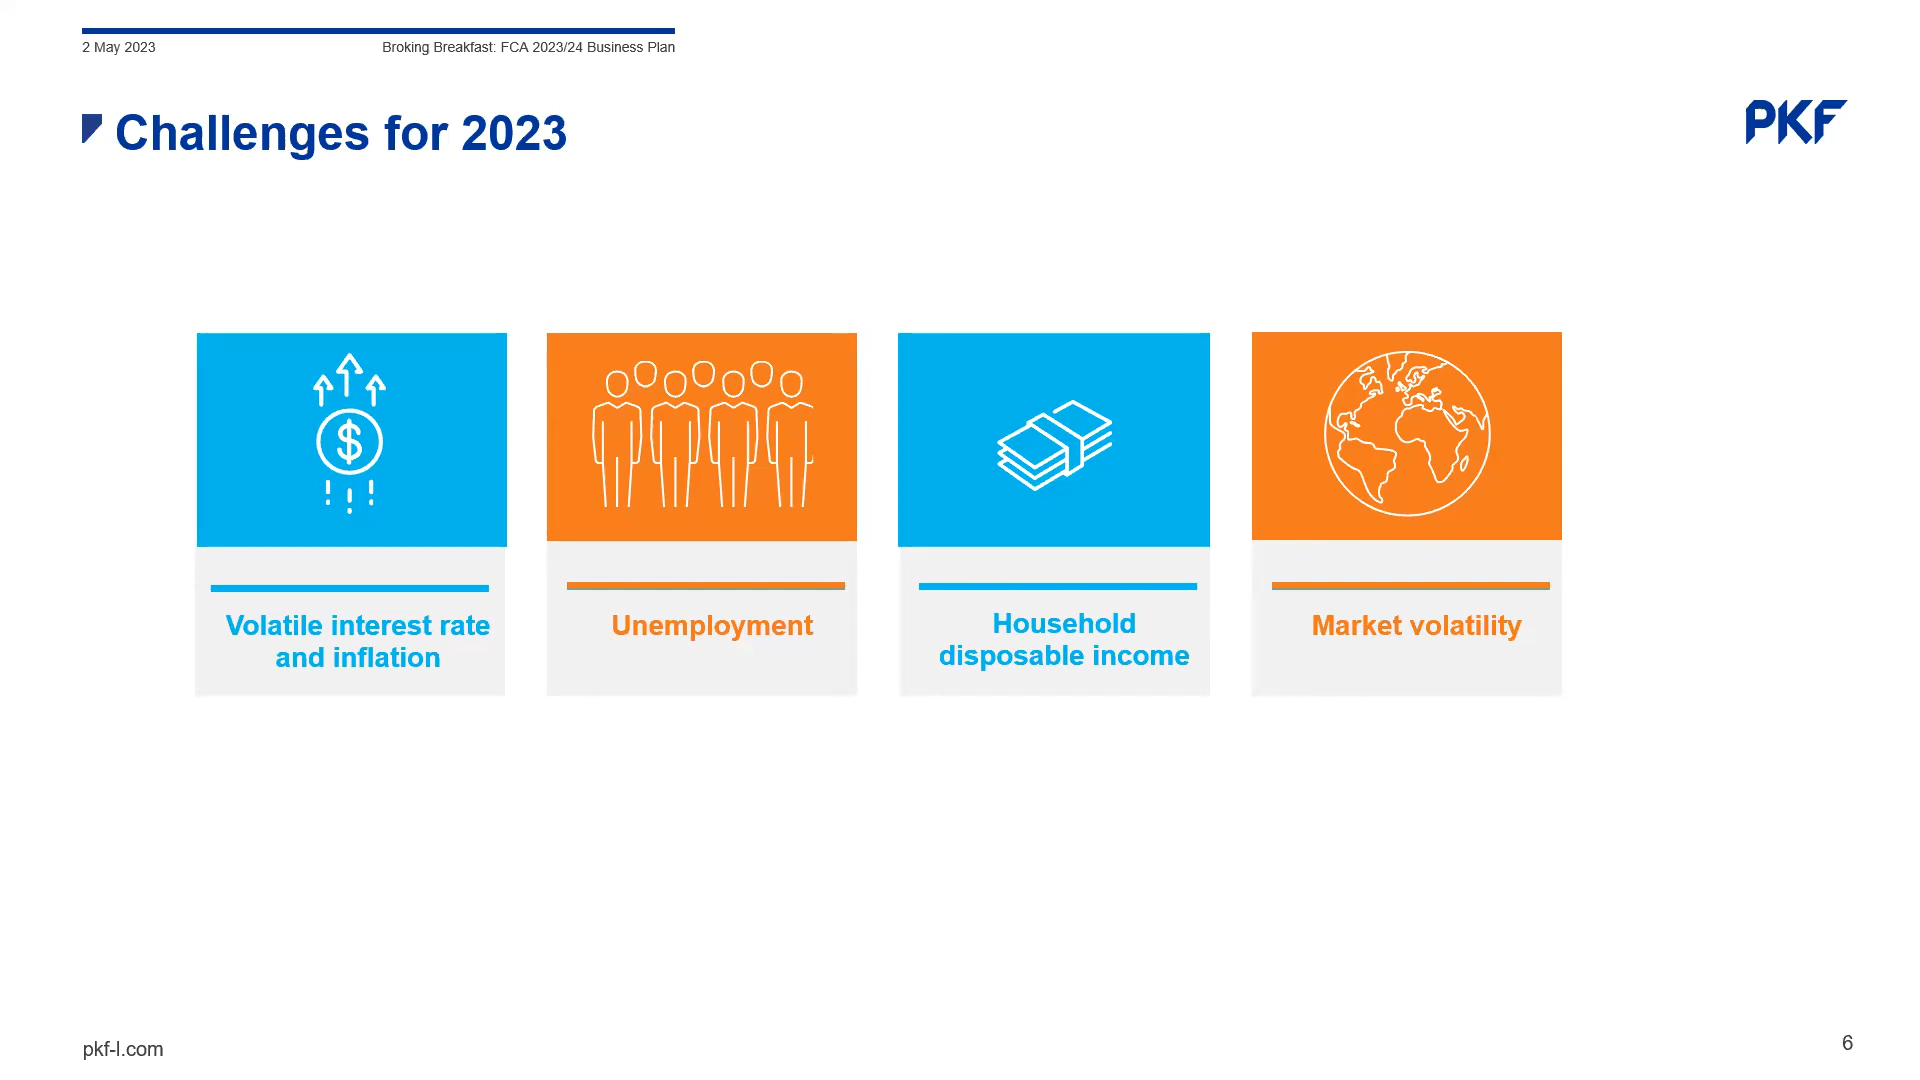 2 May 2023
Broking Breakfast: FCA 2023/24 Business Plan
Challenges for 2023
PKF
$
Volatile interest rate
and inflation
Unemployment
Household
disposable income
Market volatility
pkf-l.com
6